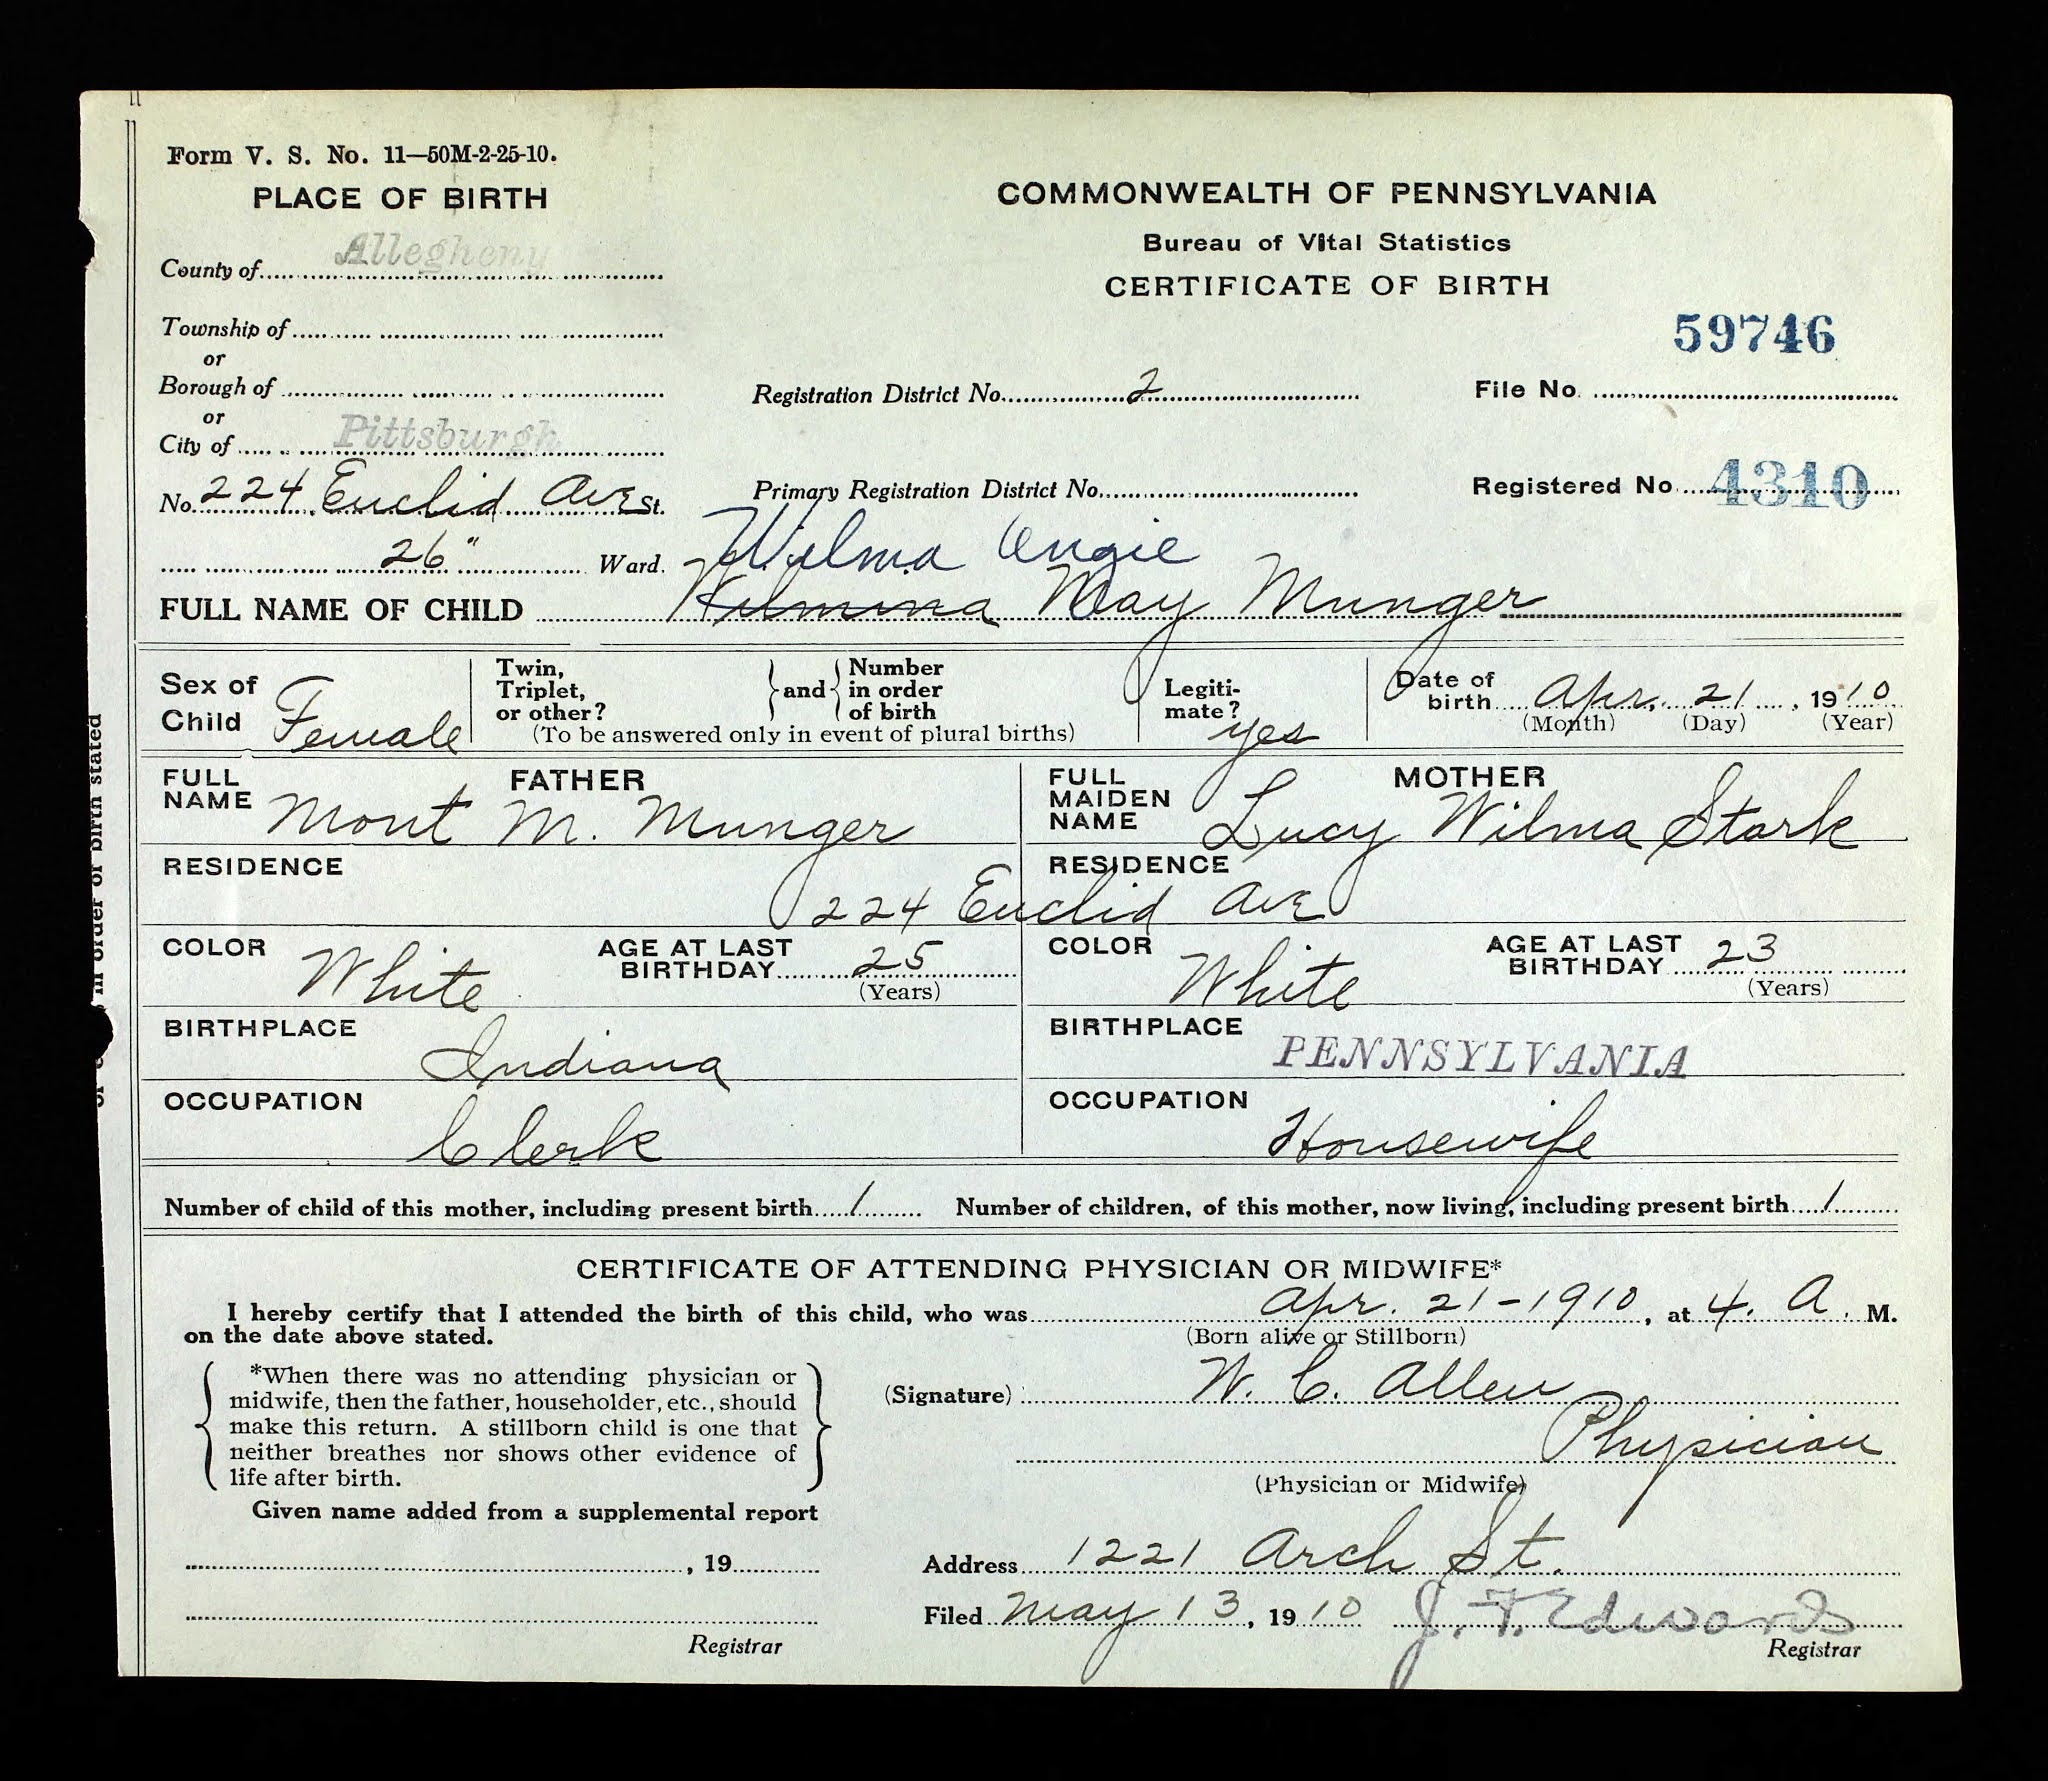 Form V. S. No. 11—50M-2-25-10.
PLACE OF BIRTH
County of Allegheny
Township of
or
Borough of
or
City of Pittsburgh
No. 224 Euclid Ave St.
26" Ward.
COMMONWEALTH OF PENNSYLVANIA
Bureau of Vital Statistics
CERTIFICATE OF BIRTH
59746
Registration District No. 2
File No.
Primary Registration District No.
Registered No. 4310
Wilma Angie
FULL NAME OF CHILD Wilmina May Munger
Sex of Child Female
Twin, Triplet, or other? and Number in order of birth
(To be answered only in event of plural births)
Legiti-mate? yes
Date of birth Apr. 21, 1910
(Month) (Day) (Year)
FATHER
FULL NAME Mont M. Munger
MOTHER
FULL MAIDEN NAME Lucy Wilma Stark
RESIDENCE
RESIDENCE
224 Euclid Ave
COLOR White
AGE AT LAST BIRTHDAY 25
(Years)
COLOR White
AGE AT LAST BIRTHDAY 23
(Years)
BIRTHPLACE Indiana
BIRTHPLACE PENNSYLVANIA
OCCUPATION Clerk
OCCUPATION Housewife
Number of child of this mother, including present birth 1
Number of children, of this mother, now living, including present birth 1
CERTIFICATE OF ATTENDING PHYSICIAN OR MIDWIFE*
I hereby certify that I attended the birth of this child, who was Apr. 21-1910, at 4. A. M.
on the date above stated.
(Born alive or Stillborn)
*When there was no attending physician or
midwife, then the father, householder, etc., should
make this return. A stillborn child is one that
neither breathes nor shows other evidence of
life after birth.
(Signature) W. C. Allen
Physician
(Physician or Midwife)
Given name added from a supplemental report
, 19
Registrar
Address 1221 Arch St.
Filed May 13, 1910 J. T. Edwards
Registrar
in order of birth stated